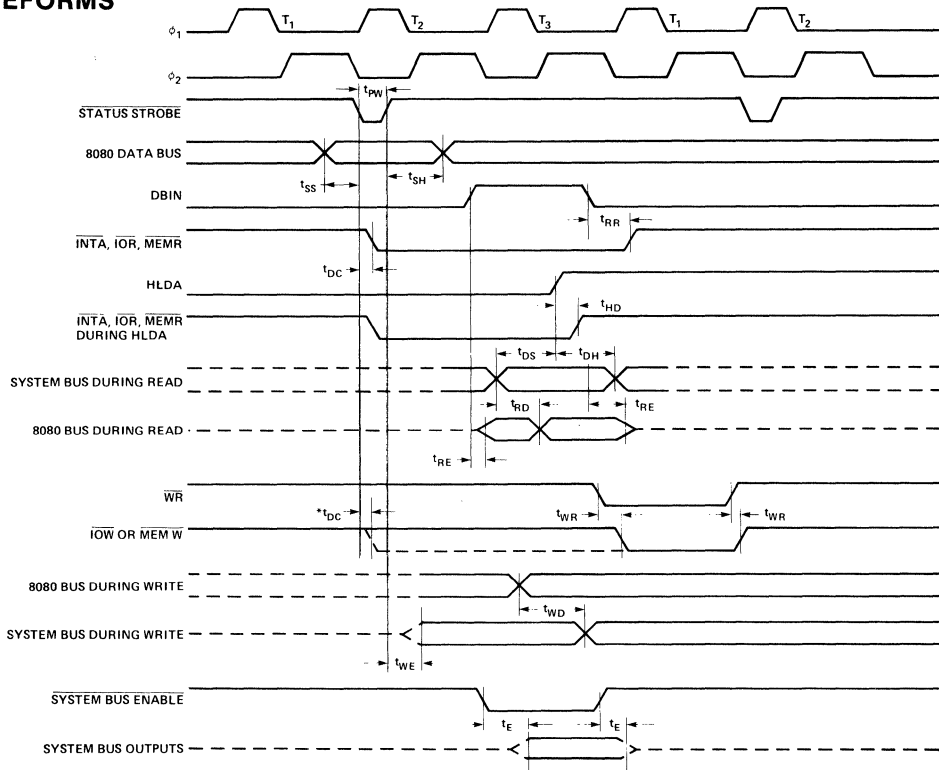 EFORMS
T1 T2 T3 T1 T2
φ1
φ2
tPW
STATUS STROBE
8080 DATA BUS
tSS tSH
DBIN
tRR
INTA, IOR, MEMR
tDC
HLDA
tHD
INTA, IOR, MEMR
DURING HLDA
tDS tDH
SYSTEM BUS DURING READ
tRD tRE
8080 BUS DURING READ
tRE
WR
*tDC tWR tWR
IOW OR MEM W
8080 BUS DURING WRITE
tWD
SYSTEM BUS DURING WRITE
tWE
SYSTEM BUS ENABLE
tE tE
SYSTEM BUS OUTPUTS